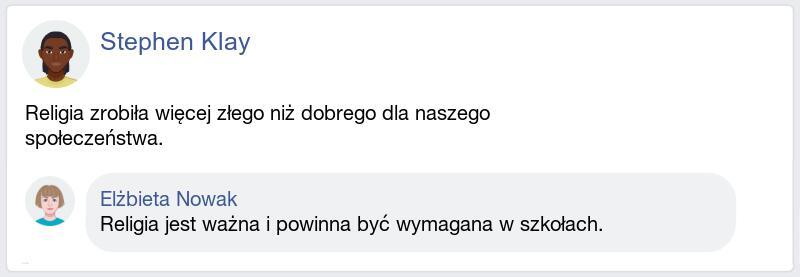 Stephen Klay
Religia zrobiła więcej złego niż dobrego dla naszego
społeczeństwa.
Elżbieta Nowak
Religia jest ważna i powinna być wymagana w szkołach.